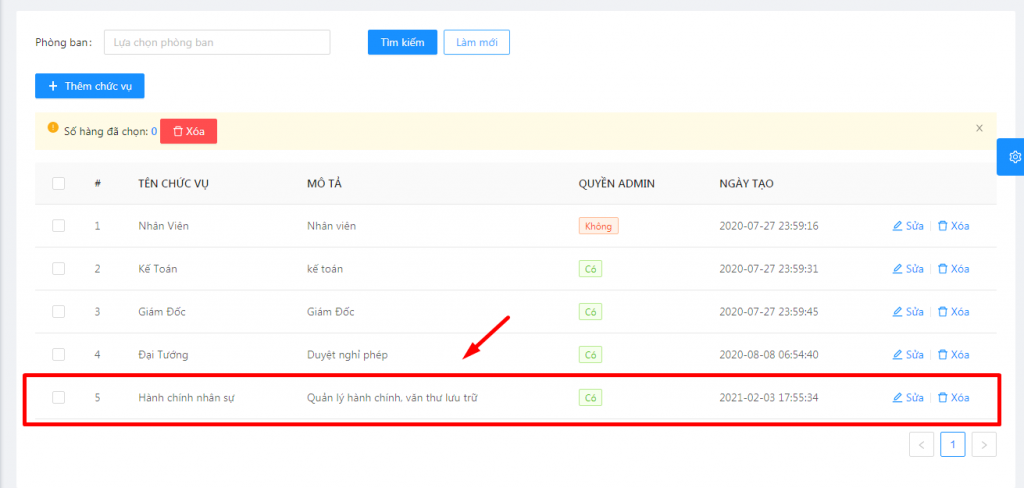 Phòng ban: Lựa chọn phòng ban Tìm kiếm Làm mới
+ Thêm chức vụ
Số hàng đã chọn: 0 Xóa
# TÊN CHỨC VỤ MÔ TẢ QUYỀN ADMIN NGÀY TẠO
1 Nhân Viên Nhân viên Không 2020-07-27 23:59:16 Sửa Xóa
2 Kế Toán kế toán Có 2020-07-27 23:59:31 Sửa Xóa
3 Giám Đốc Giám Đốc Có 2020-07-27 23:59:45 Sửa Xóa
4 Đại Tướng Duyệt nghỉ phép Có 2020-08-08 06:54:40 Sửa Xóa
5 Hành chính nhân sự Quản lý hành chính, văn thư lưu trữ Có 2021-02-03 17:55:34 Sửa Xóa
< 1 >